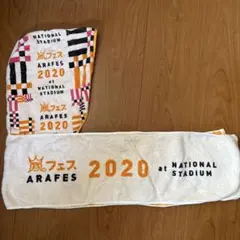 NATIONAL
STADIUM
嵐フェス
ARAFES
2020
at
NATIONAL
STADIUM
嵐フェス
ARAFES
2020
嵐フェス
ARAFES
2020 at NATIONAL
STADIUM